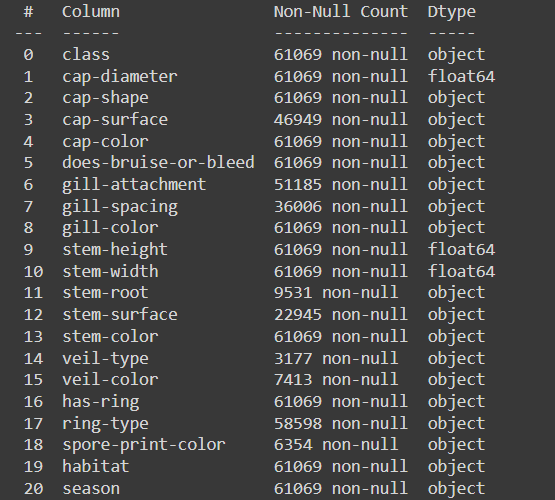 #   Column                Non-Null Count  Dtype
---  ------                --------------  -----
0   class                 61069 non-null  object
1   cap-diameter          61069 non-null  float64
2   cap-shape             61069 non-null  object
3   cap-surface           46949 non-null  object
4   cap-color             61069 non-null  object
5   does-bruise-or-bleed  61069 non-null  object
6   gill-attachment       51185 non-null  object
7   gill-spacing          36006 non-null  object
8   gill-color            61069 non-null  object
9   stem-height           61069 non-null  float64
10  stem-width            61069 non-null  float64
11  stem-root             9531 non-null   object
12  stem-surface          22945 non-null  object
13  stem-color            61069 non-null  object
14  veil-type             3177 non-null   object
15  veil-color            7413 non-null   object
16  has-ring              61069 non-null  object
17  ring-type             58598 non-null  object
18  spore-print-color     6354 non-null   object
19  habitat               61069 non-null  object
20  season                61069 non-null  object